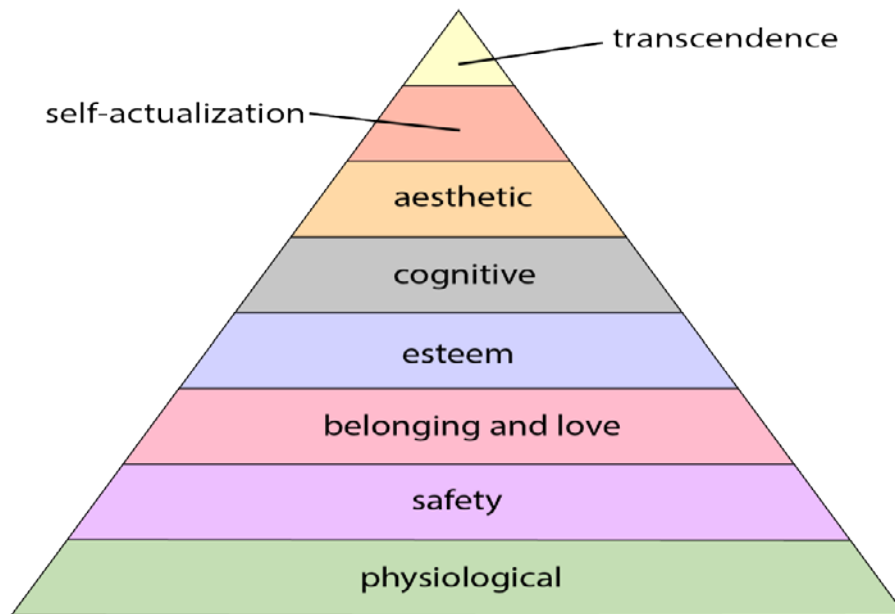 transcendence
self-actualization
aesthetic
cognitive
esteem
belonging and love
safety
physiological